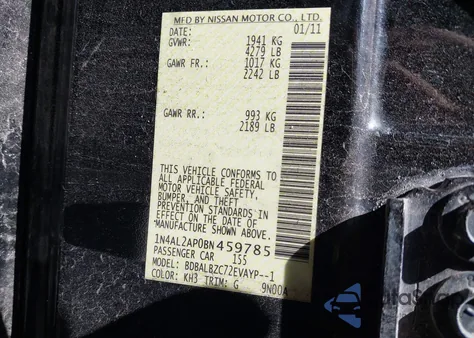 MFD BY NISSAN MOTOR CO., LTD.
DATE: 01/11
GVWR: 1941 KG
4279 LB
GAWR FR.: 1017 KG
2242 LB
GAWR RR.: 993 KG
2189 LB
THIS VEHICLE CONFORMS TO
ALL APPLICABLE FEDERAL
MOTOR VEHICLE SAFETY,
BUMPER, AND THEFT
PREVENTION STANDARDS IN
EFFECT ON THE DATE OF
MANUFACTURE SHOWN ABOVE.
1N4AL2AP0BN459785
PASSENGER CAR 155
MODEL: BDBALBZC72EVAYP--1
COLOR: KH3 TRIM: G 9N00A